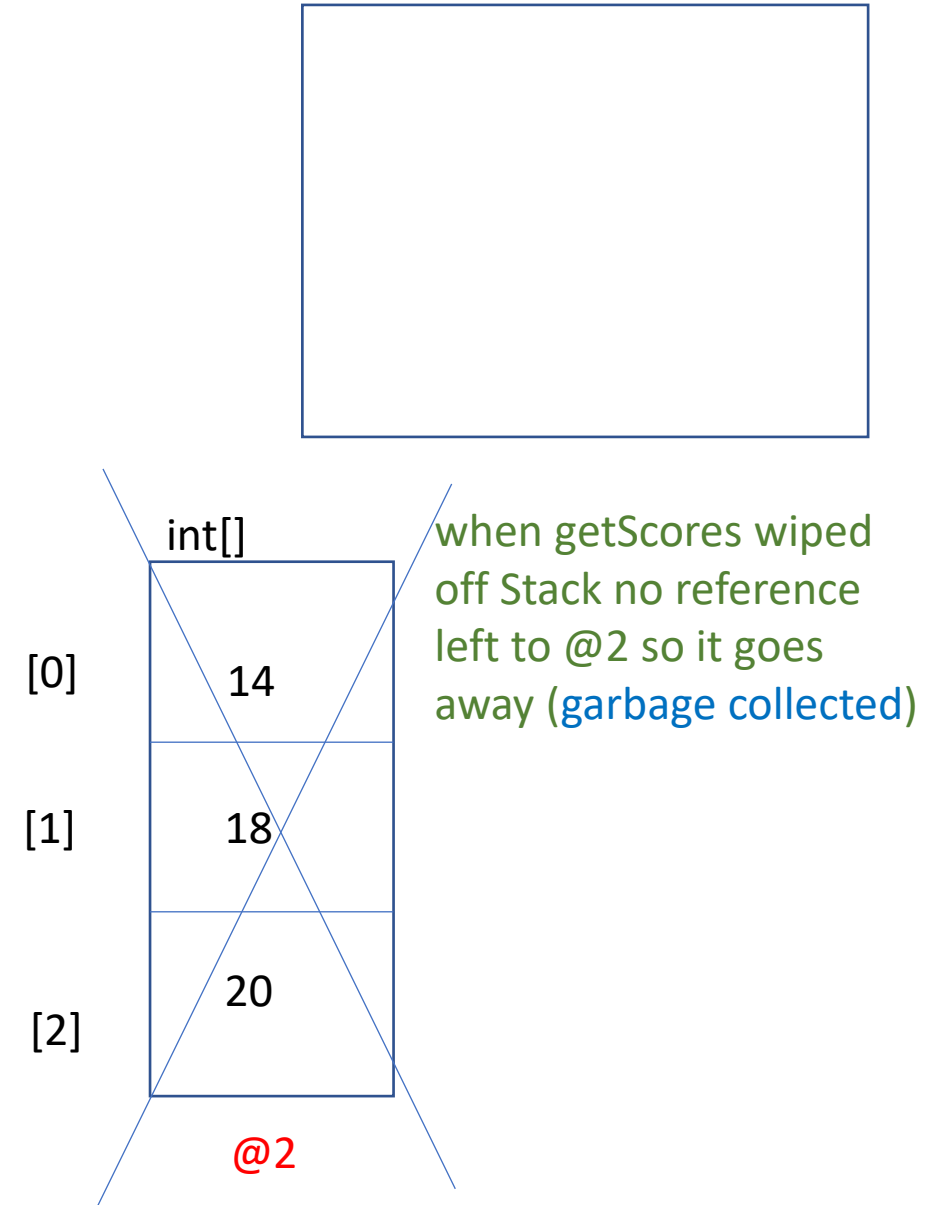 int[]
when getScores wiped
off Stack no reference
left to @2 so it goes
away (garbage collected)
[0]
14
[1]
18
[2]
20
@2